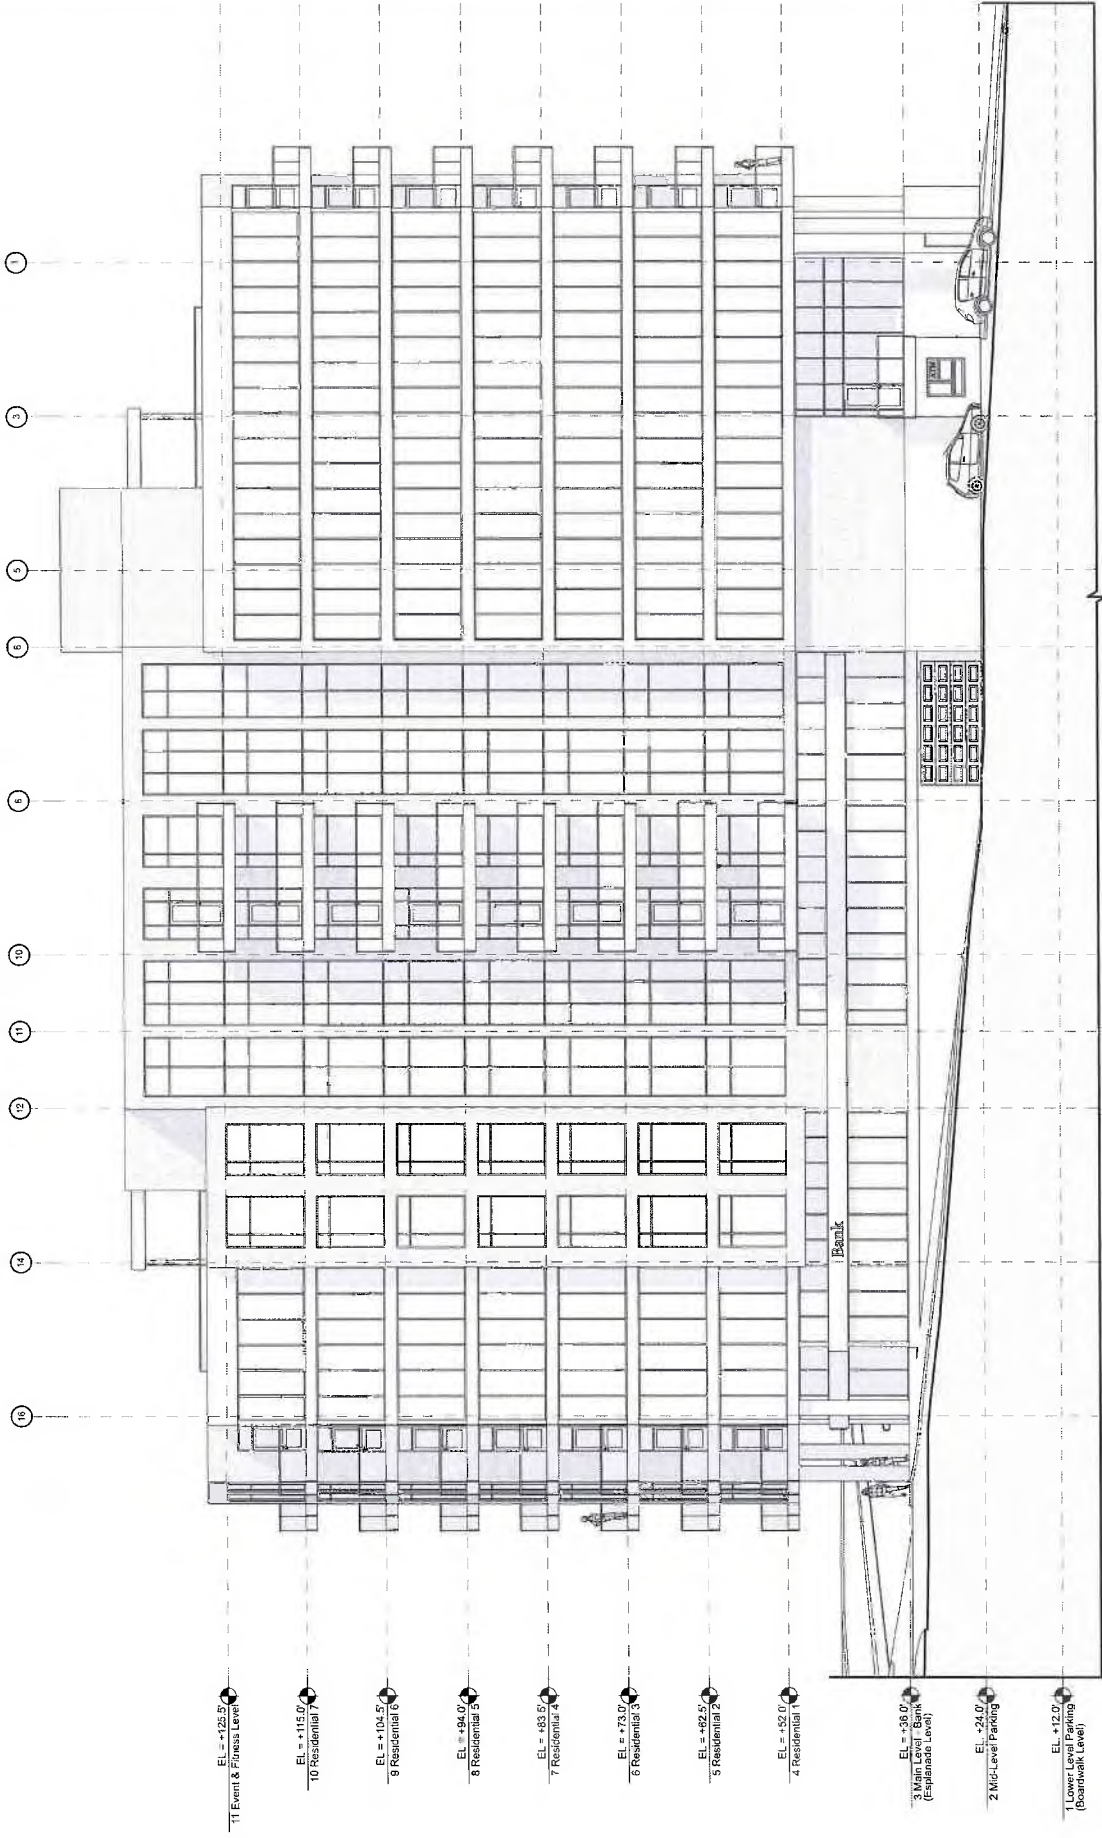 16
14
12
11
10
8
6
5
3
1
EL = +125.5'
11 Event & Fitness Level
EL = +115.0'
10 Residential 7
EL = +104.5'
9 Residential 6
EL = +94.0'
8 Residential 5
EL = +83.5'
7 Residential 4
EL = +73.0'
6 Residential 3
EL = +62.5'
5 Residential 2
EL = +52.0'
4 Residential 1
Bank
ATM
EL = +36.0'
3 Main Level - Bank
(Esplanade Level)
EL. +24.0'
2 Mid-Level Parking
EL. +12.0'
1 Lower Level Parking
(Boardwalk Level)